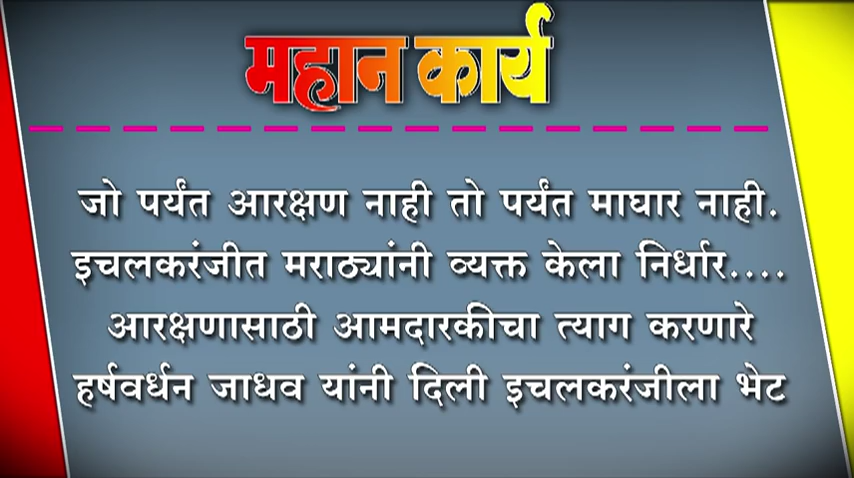 महान कार्य
जो पर्यंत आरक्षण नाही तो पर्यंत माघार नाही.
इचलकरंजीत मराठ्यांनी व्यक्त केला निर्धार....
आरक्षणासाठी आमदारकीचा त्याग करणारे
हर्षवर्धन जाधव यांनी दिली इचलकरंजीला भेट